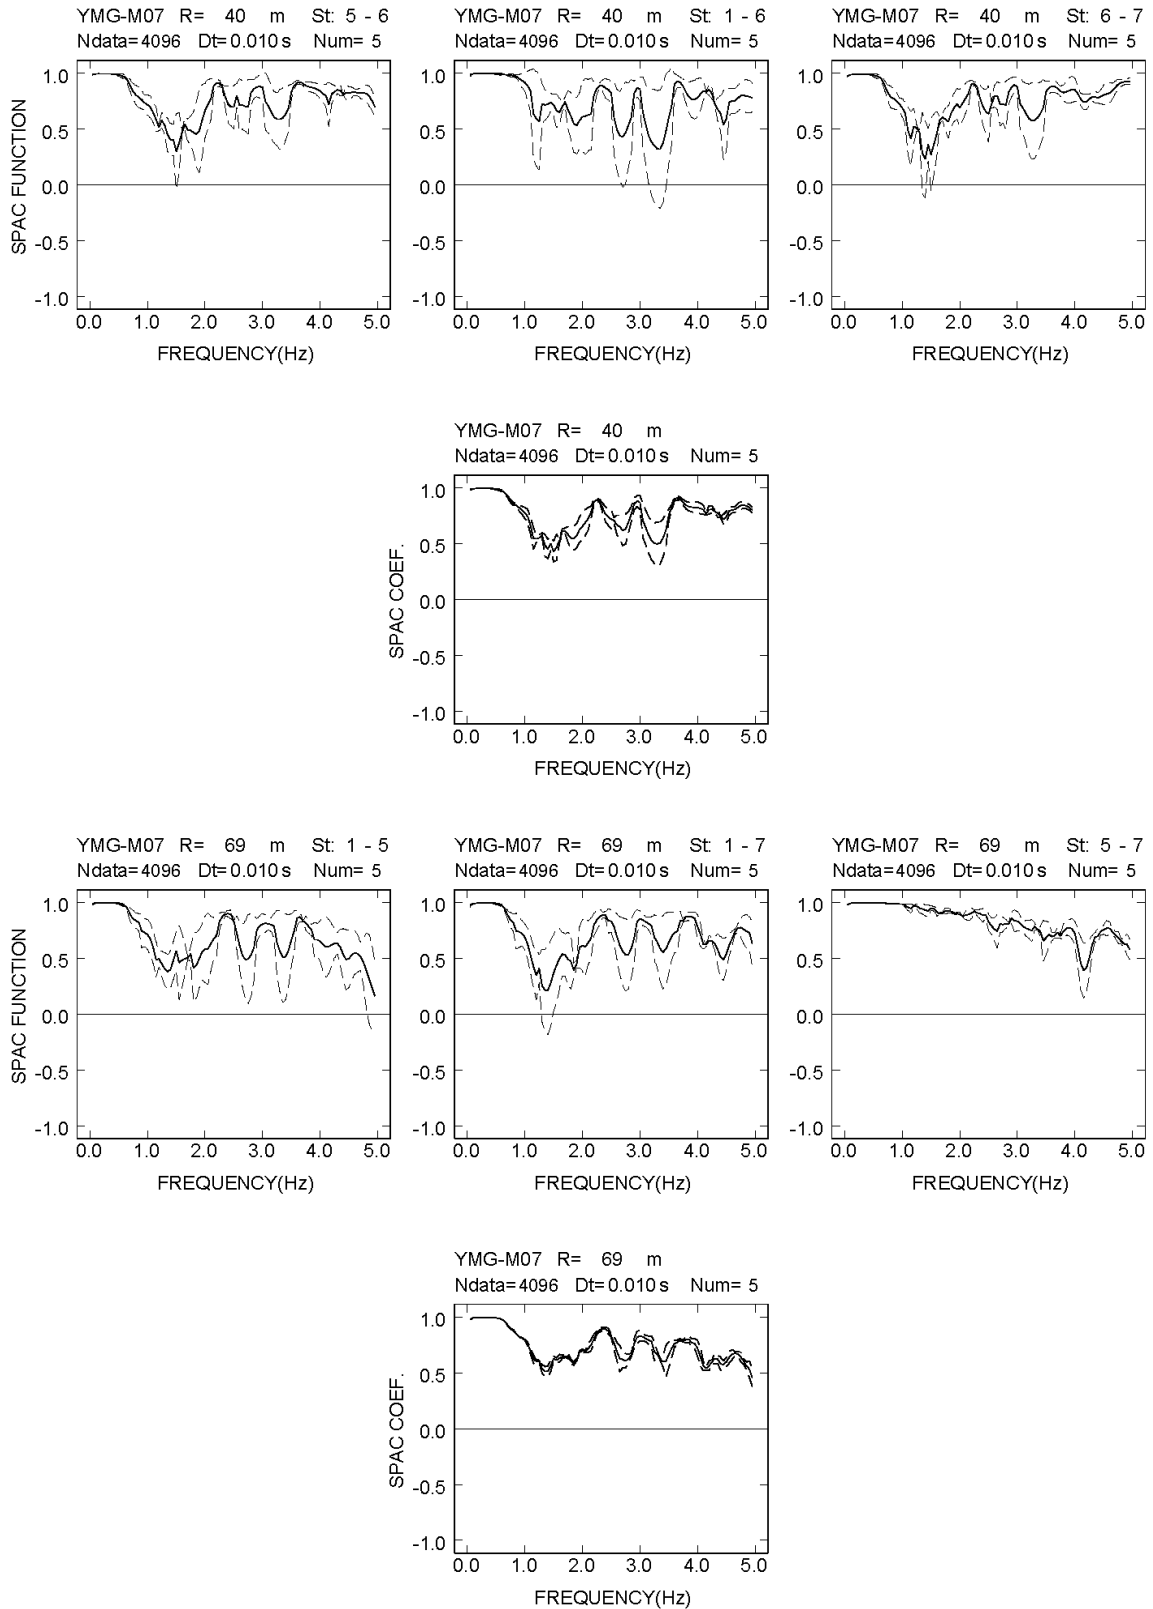 YMG-M07 R= 40 m St: 5 - 6
Ndata=4096 Dt=0.010 s Num= 5
1.0
0.5
0.0
-0.5
-1.0
SPAC FUNCTION
0.0 1.0 2.0 3.0 4.0 5.0
FREQUENCY(Hz)
YMG-M07 R= 40 m St: 1 - 6
Ndata=4096 Dt=0.010 s Num= 5
1.0
0.5
0.0
-0.5
-1.0
0.0 1.0 2.0 3.0 4.0 5.0
FREQUENCY(Hz)
YMG-M07 R= 40 m St: 6 - 7
Ndata=4096 Dt=0.010 s Num= 5
1.0
0.5
0.0
-0.5
-1.0
0.0 1.0 2.0 3.0 4.0 5.0
FREQUENCY(Hz)
YMG-M07 R= 40 m
Ndata=4096 Dt=0.010 s Num= 5
1.0
0.5
0.0
-0.5
-1.0
SPAC COEF.
0.0 1.0 2.0 3.0 4.0 5.0
FREQUENCY(Hz)
YMG-M07 R= 69 m St: 1 - 5
Ndata=4096 Dt=0.010 s Num= 5
1.0
0.5
0.0
-0.5
-1.0
SPAC FUNCTION
0.0 1.0 2.0 3.0 4.0 5.0
FREQUENCY(Hz)
YMG-M07 R= 69 m St: 1 - 7
Ndata=4096 Dt=0.010 s Num= 5
1.0
0.5
0.0
-0.5
-1.0
0.0 1.0 2.0 3.0 4.0 5.0
FREQUENCY(Hz)
YMG-M07 R= 69 m St: 5 - 7
Ndata=4096 Dt=0.010 s Num= 5
1.0
0.5
0.0
-0.5
-1.0
0.0 1.0 2.0 3.0 4.0 5.0
FREQUENCY(Hz)
YMG-M07 R= 69 m
Ndata=4096 Dt=0.010 s Num= 5
1.0
0.5
0.0
-0.5
-1.0
SPAC COEF.
0.0 1.0 2.0 3.0 4.0 5.0
FREQUENCY(Hz)